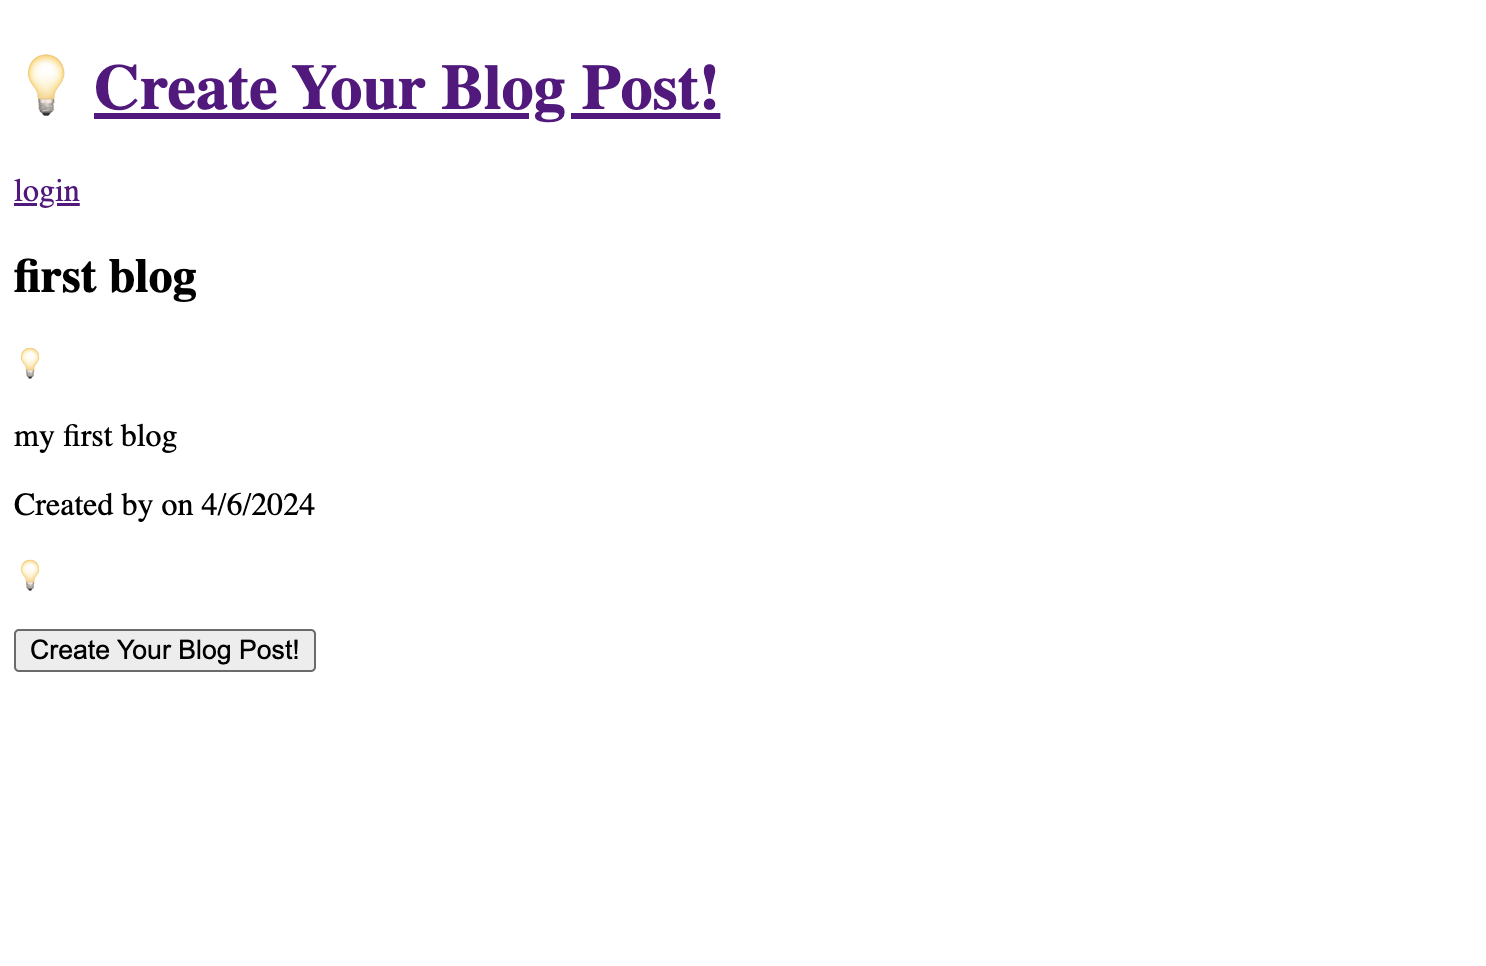 💡 Create Your Blog Post!
login
first blog
💡
my first blog
Created by on 4/6/2024
💡
Create Your Blog Post!